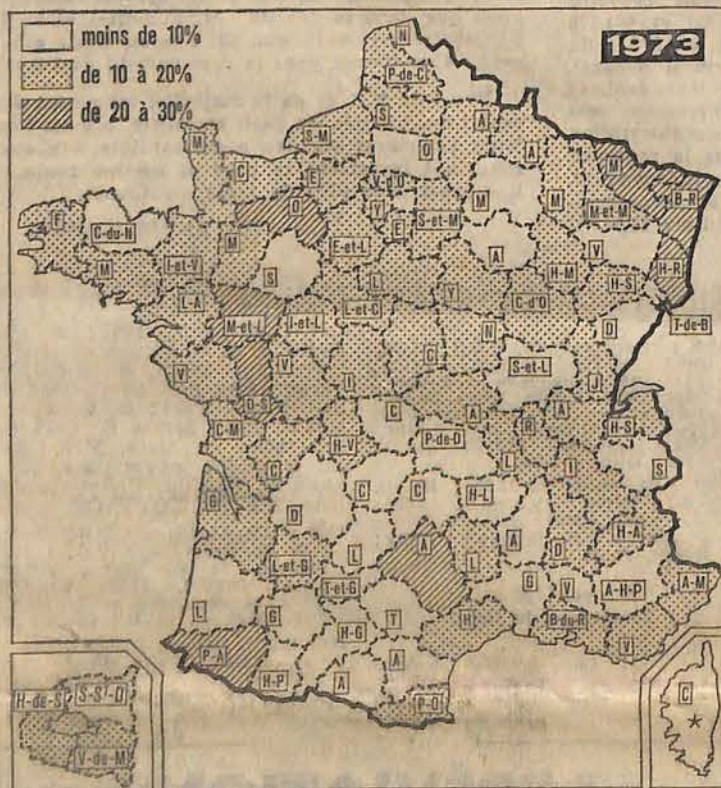 moins de 10%
de 10 à 20%
de 20 à 30%
1973
N
P-de-C
S
S-M
A
A
O
M
C
E
V-d'O
M
B-R
M
O
Y
E
S-et-M
M
M
M-et-M
F
C-du-N
I-et-V
M
E-et-L
A
V
H-R
M
S
L
Y
H-M
H-S
L-A
M-et-L
I-et-L
L-et-C
C-d'O
T-de-B
C
N
D
V
D-S
V
I
S-et-L
J
C-M
H-V
C
A
A
H-S
C
P-de-D
R
L
S
G
D
C
C
H-L
I
H-A
L-et-G
L
A
L
A
D
L
T-et-G
G
V
A-H-P
A-M
G
H-G
T
H
B-du-R
V
P-A
H-P
A
A
P-O
H-de-S
S-St-D
V-de-M
C
*